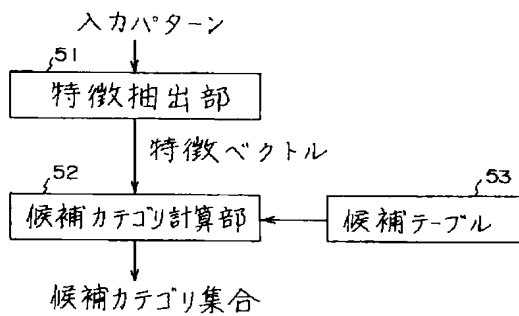 入力パターン
51
特徴抽出部
特徴ベクトル
52
候補カテゴリ計算部
53
候補テーブル
候補カテゴリ集合